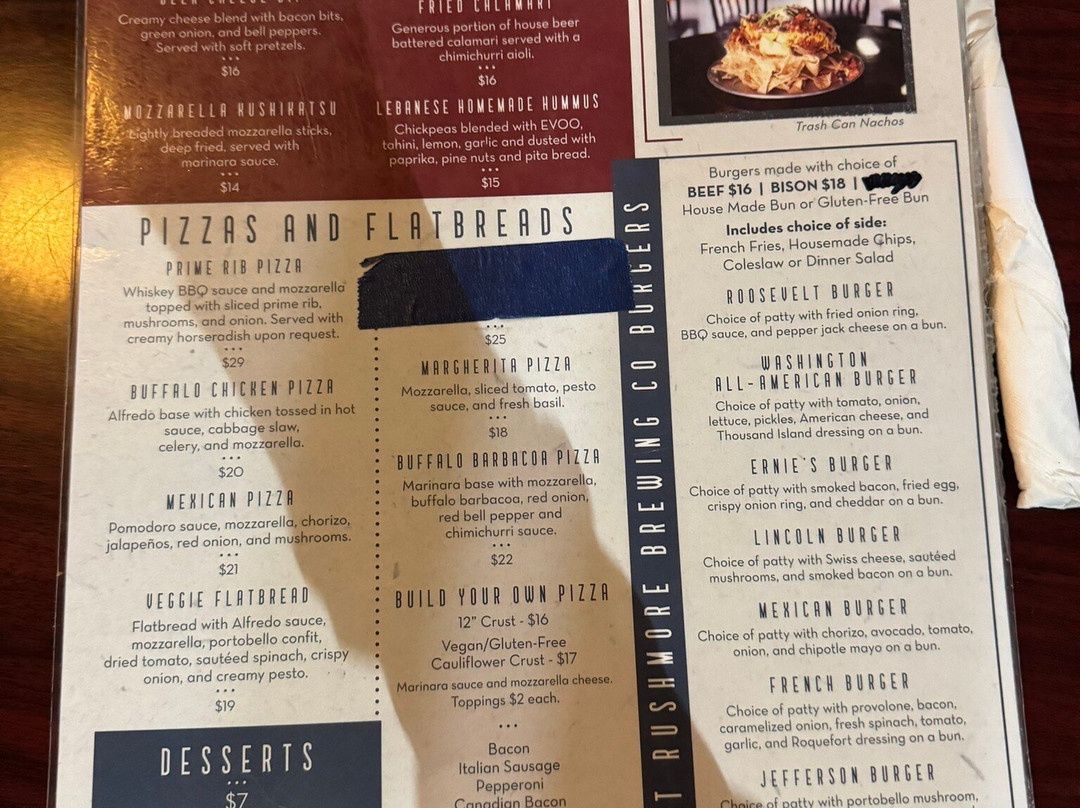 Creamy cheese blend with bacon bits,
green onion, and bell peppers.
Served with soft pretzels.
...
$16
MOZZARELLA KUSHIKATSU
Lightly breaded mozzarella sticks,
deep fried, served with
marinara sauce.
...
$14
FRIED CALAMARI
Generous portion of house beer
battered calamari served with a
chimichurri aioli.
...
$16
LEBANESE HOMEMADE HUMMUS
Chickpeas blended with EVOO,
tahini, lemon, garlic and dusted with
paprika, pine nuts and pita bread.
...
$15
Trash Can Nachos
PIZZAS AND FLATBREADS
PRIME RIB PIZZA
Whiskey BBQ sauce and mozzarella
topped with sliced prime rib,
mushrooms, and onion. Served with
creamy horseradish upon request.
...
$29
BUFFALO CHICKEN PIZZA
Alfredo base with chicken tossed in hot
sauce, cabbage slaw,
celery, and mozzarella.
...
$20
MEXICAN PIZZA
Pomodoro sauce, mozzarella, chorizo,
jalapeños, red onion, and mushrooms.
...
$21
VEGGIE FLATBREAD
Flatbread with Alfredo sauce,
mozzarella, portobello confit,
dried tomato, sautéed spinach, crispy
onion, and creamy pesto.
...
$19
DESSERTS
...
$7
...
$25
MARGHERITA PIZZA
Mozzarella, sliced tomato, pesto
sauce, and fresh basil.
...
$18
BUFFALO BARBACOA PIZZA
Marinara base with mozzarella,
buffalo barbacoa, red onion,
red bell pepper and
chimichurri sauce.
...
$22
BUILD YOUR OWN PIZZA
12" Crust - $16
Vegan/Gluten-Free
Cauliflower Crust - $17
Marinara sauce and mozzarella cheese.
Toppings $2 each.
...
Bacon
Italian Sausage
Pepperoni
Canadian Bacon
RUSHMORE BREWING CO BURGERS
Burgers made with choice of
BEEF $16 | BISON $18 |
House Made Bun or Gluten-Free Bun
Includes choice of side:
French Fries, Housemade Chips,
Coleslaw or Dinner Salad
ROOSEVELT BURGER
Choice of patty with fried onion ring,
BBQ sauce, and pepper jack cheese on a bun.
WASHINGTON
ALL-AMERICAN BURGER
Choice of patty with tomato, onion,
lettuce, pickles, American cheese, and
Thousand Island dressing on a bun.
ERNIE'S BURGER
Choice of patty with smoked bacon, fried egg,
crispy onion ring, and cheddar on a bun.
LINCOLN BURGER
Choice of patty with Swiss cheese, sautéed
mushrooms, and smoked bacon on a bun.
MEXICAN BURGER
Choice of patty with chorizo, avocado, tomato,
onion, and chipotle mayo on a bun.
FRENCH BURGER
Choice of patty with provolone, bacon,
caramelized onion, fresh spinach, tomato,
garlic, and Roquefort dressing on a bun.
JEFFERSON BURGER
Choice of patty with portobello mushroom,